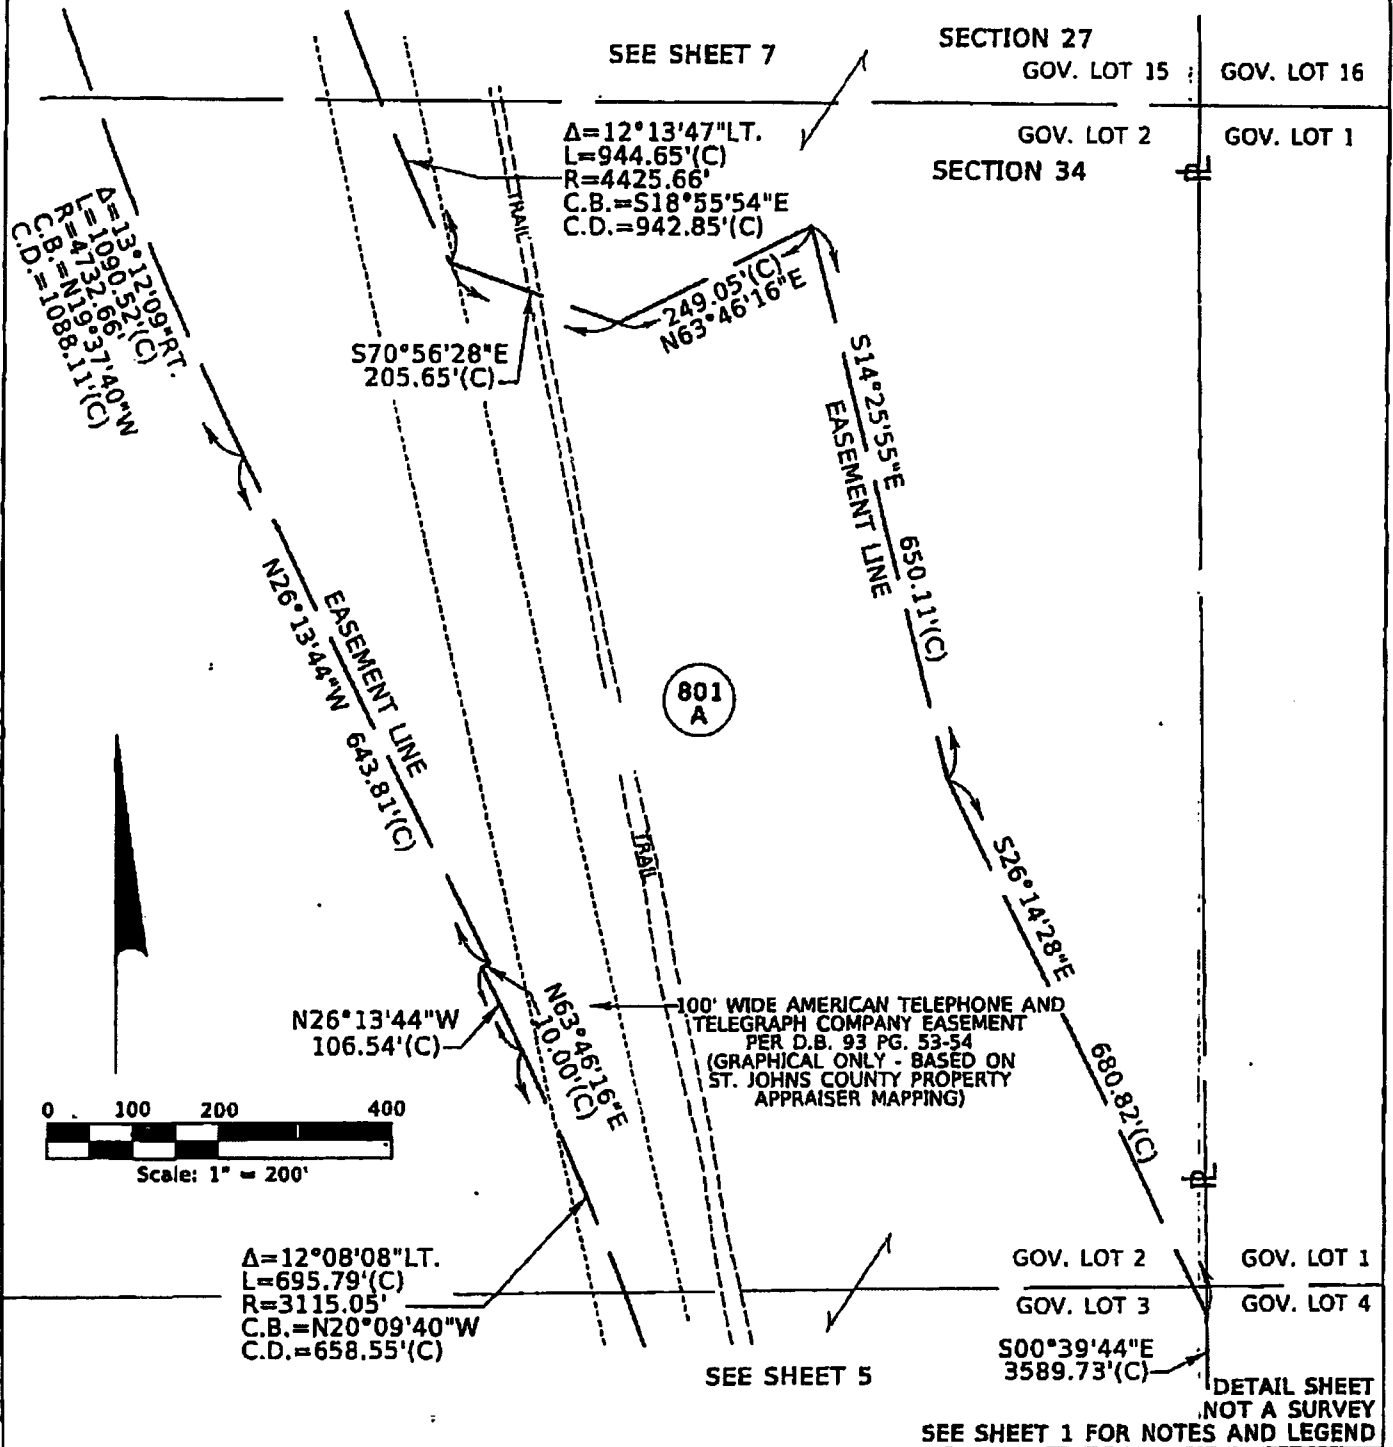 SEE SHEET 7
SECTION 27
GOV. LOT 15
GOV. LOT 16
GOV. LOT 2
GOV. LOT 1
SECTION 34
Δ=12°13'47"LT.
L=944.65'(C)
R=4425.66'
C.B.=S18°55'54"E
C.D.=942.85'(C)
TRAIL
Δ=13°12'09"RT.
L=1090.52'(C)
R=4732.66'
C.B.=N19°37'40"W
C.D.=1088.11'(C)
249.05'(C)
N63°46'16"E
S70°56'28"E
205.65'(C)
S14°25'55"E 650.11'(C)
EASEMENT LINE
EASEMENT LINE
N26°13'44"W 643.81'(C)
801
A
TRAIL
S26°14'28"E 680.82'(C)
N63°46'16"E
10.00'(C)
N26°13'44"W
106.54'(C)
100' WIDE AMERICAN TELEPHONE AND
TELEGRAPH COMPANY EASEMENT
PER D.B. 93 PG. 53-54
(GRAPHICAL ONLY - BASED ON
ST. JOHNS COUNTY PROPERTY
APPRAISER MAPPING)
0 100 200 400
Scale: 1" = 200'
Δ=12°08'08"LT.
L=695.79'(C)
R=3115.05'
C.B.=N20°09'40"W
C.D.=658.55'(C)
GOV. LOT 2
GOV. LOT 1
GOV. LOT 3
GOV. LOT 4
S00°39'44"E
3589.73'(C)
SEE SHEET 5
DETAIL SHEET
NOT A SURVEY
SEE SHEET 1 FOR NOTES AND LEGEND